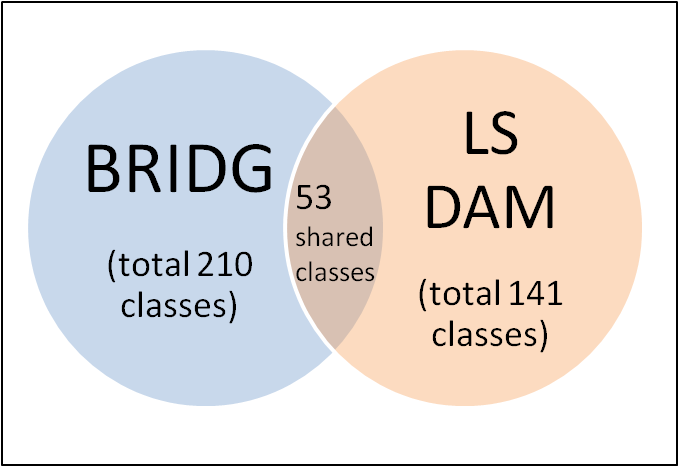 BRIDG
(total 210
classes)
53
shared
classes
LS
DAM
(total 141
classes)